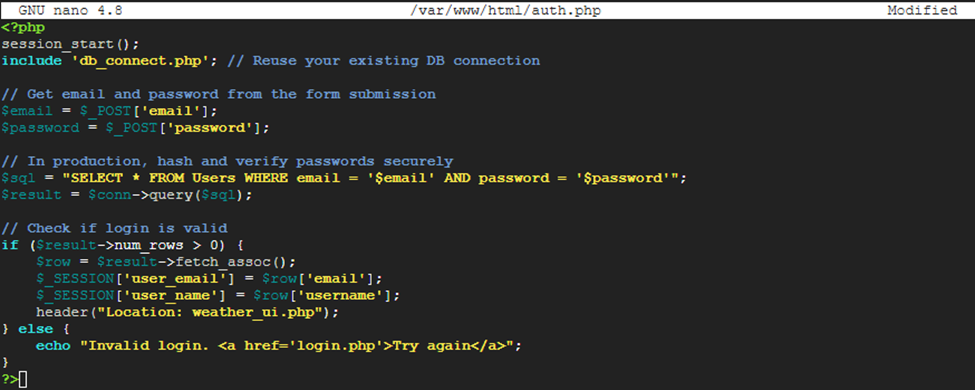 GNU nano 4.8 /var/www/html/auth.php Modified
<?php
session_start();
include 'db_connect.php'; // Reuse your existing DB connection
// Get email and password from the form submission
$email = $_POST['email'];
$password = $_POST['password'];
// In production, hash and verify passwords securely
$sql = "SELECT * FROM Users WHERE email = '$email' AND password = '$password'";
$result = $conn->query($sql);
// Check if login is valid
if ($result->num_rows > 0) {
    $row = $result->fetch_assoc();
    $_SESSION['user_email'] = $row['email'];
    $_SESSION['user_name'] = $row['username'];
    header("Location: weather_ui.php");
} else {
    echo "Invalid login. <a href='login.php'>Try again</a>";
}
?>